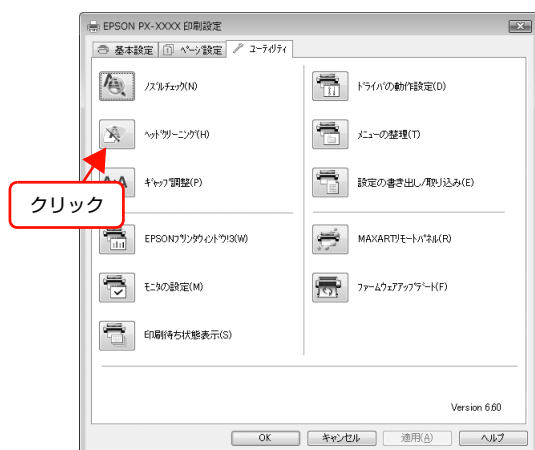 EPSON PX-XXXX 印刷設定
基本設定 ページ設定 ユーティリティ
ノズルチェック(N)
ドライバの動作設定(D)
ヘッドクリーニング(H)
メニューの整理(T)
ギャップ調整(P)
設定の書き出し/取り込み(E)
クリック
EPSONプリンタウィンドウ!3(W)
MAXARTリモートパネル(R)
モニタの設定(M)
ファームウェアアップデート(F)
印刷待ち状態表示(S)
Version 6.60
OK キャンセル 適用(A) ヘルプ